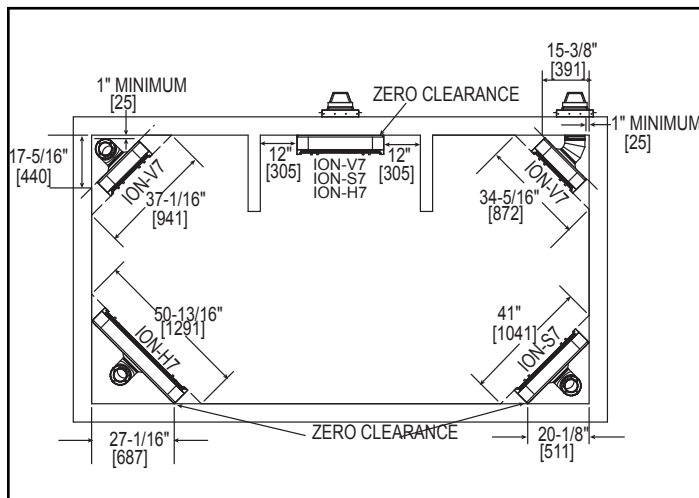 15-3/8"
[391]
1" MINIMUM
[25]
ZERO CLEARANCE
1" MINIMUM
[25]
17-5/16"
[440]
12"
[305]
ION-V7
ION-S7
ION-H7
12"
[305]
ION-V7
37-1/16"
[941]
ION-V7
34-5/16"
[872]
50-13/16"
[1291]
ION-H7
41"
[1041]
ION-S7
ZERO CLEARANCE
27-1/16"
[687]
20-1/8"
[511]